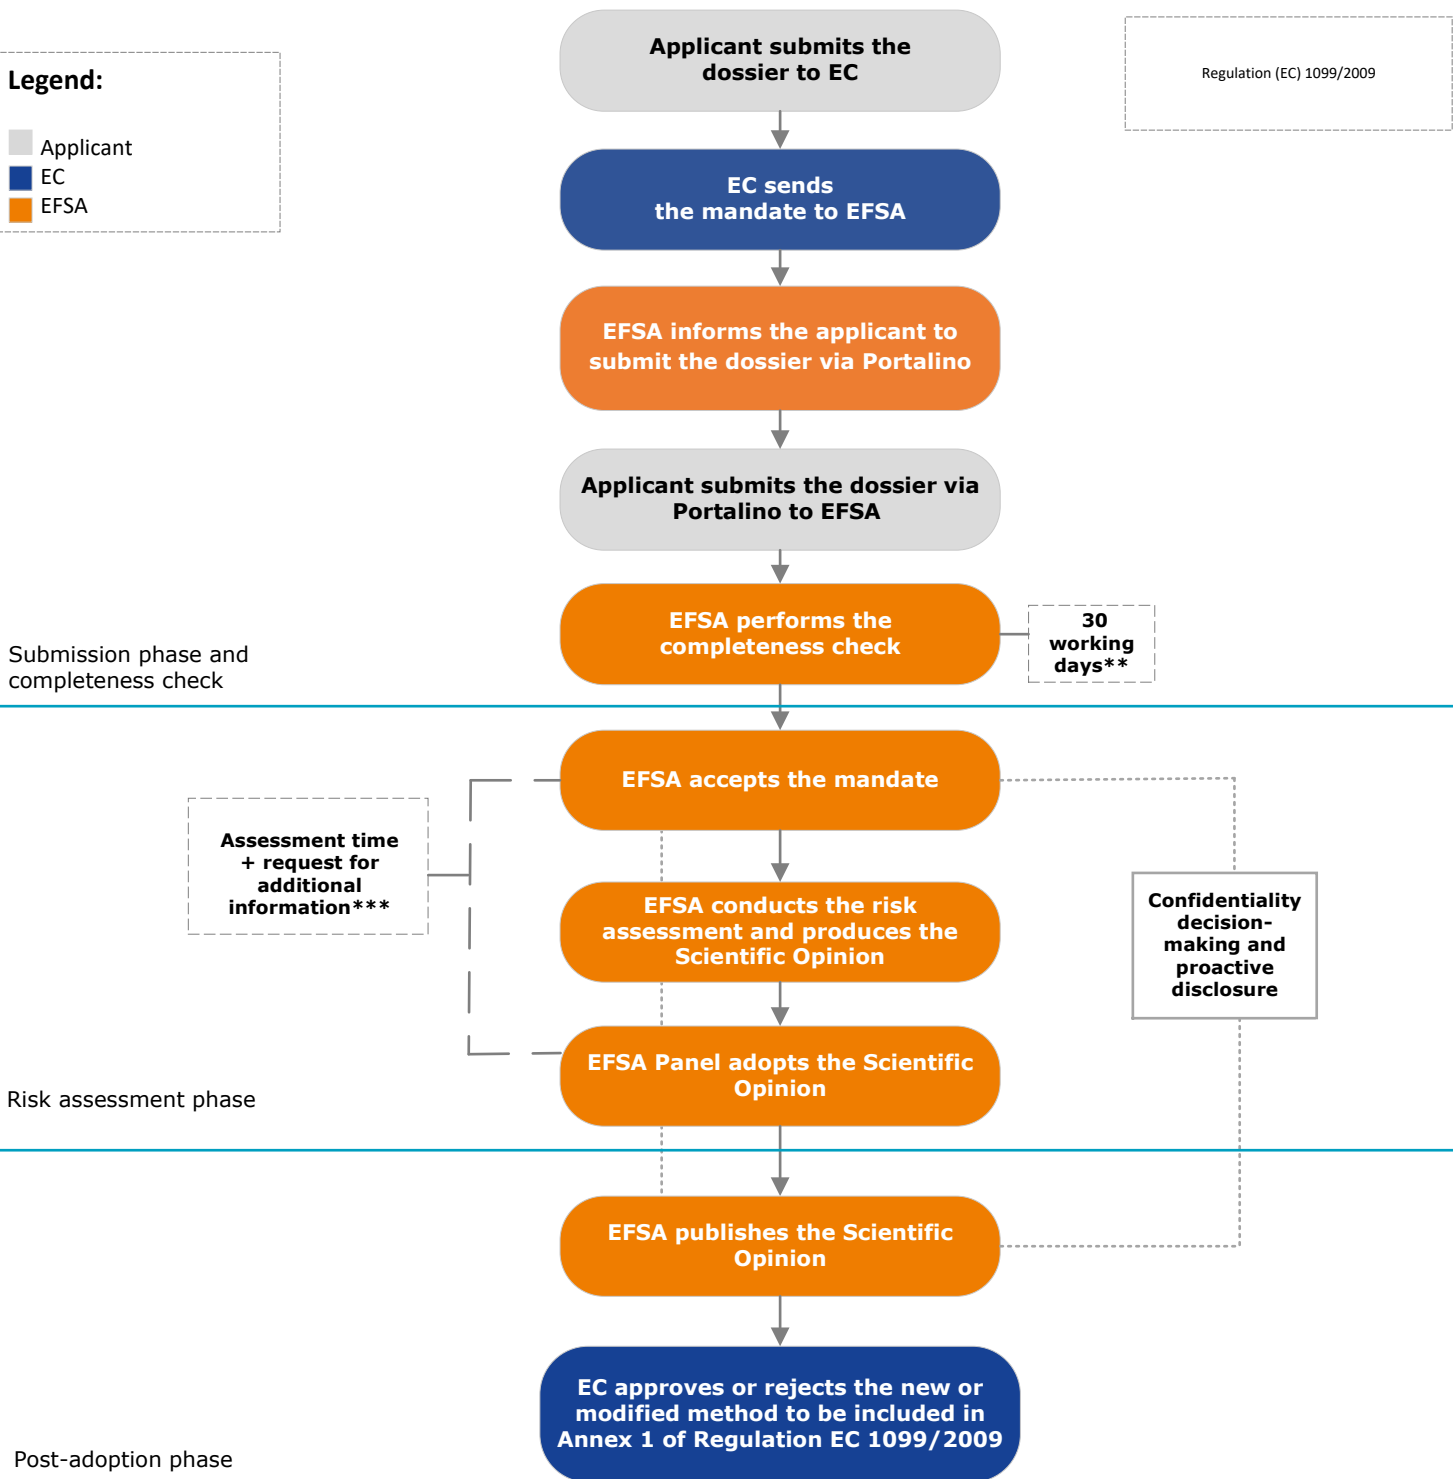 Applicant submits the
dossier to EC
Regulation (EC) 1099/2009
Legend:
Applicant
EC
EFSA
EC sends
the mandate to EFSA
EFSA informs the applicant to
submit the dossier via Portalino
Applicant submits the dossier via
Portalino to EFSA
EFSA performs the
completeness check
30
working
days**
Submission phase and
completeness check
EFSA accepts the mandate
Assessment time
+ request for
additional
information***
EFSA conducts the risk
assessment and produces the
Scientific Opinion
Confidentiality
decision-
making and
proactive
disclosure
EFSA Panel adopts the Scientific
Opinion
Risk assessment phase
EFSA publishes the Scientific
Opinion
EC approves or rejects the new or
modified method to be included in
Annex 1 of Regulation EC 1099/2009
Post-adoption phase